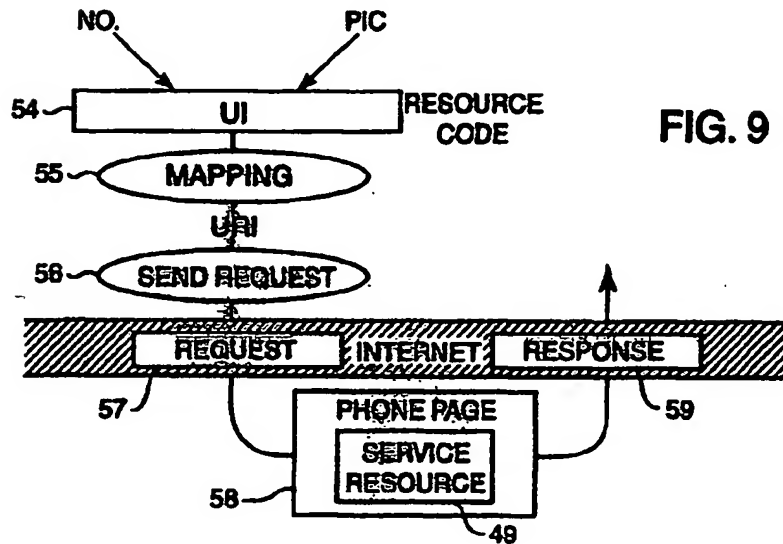 NO. PIC
54 UI RESOURCE CODE
FIG. 9
55 MAPPING
URI
56 SEND REQUEST
REQUEST INTERNET RESPONSE
57 59
PHONE PAGE
SERVICE
RESOURCE
58 49